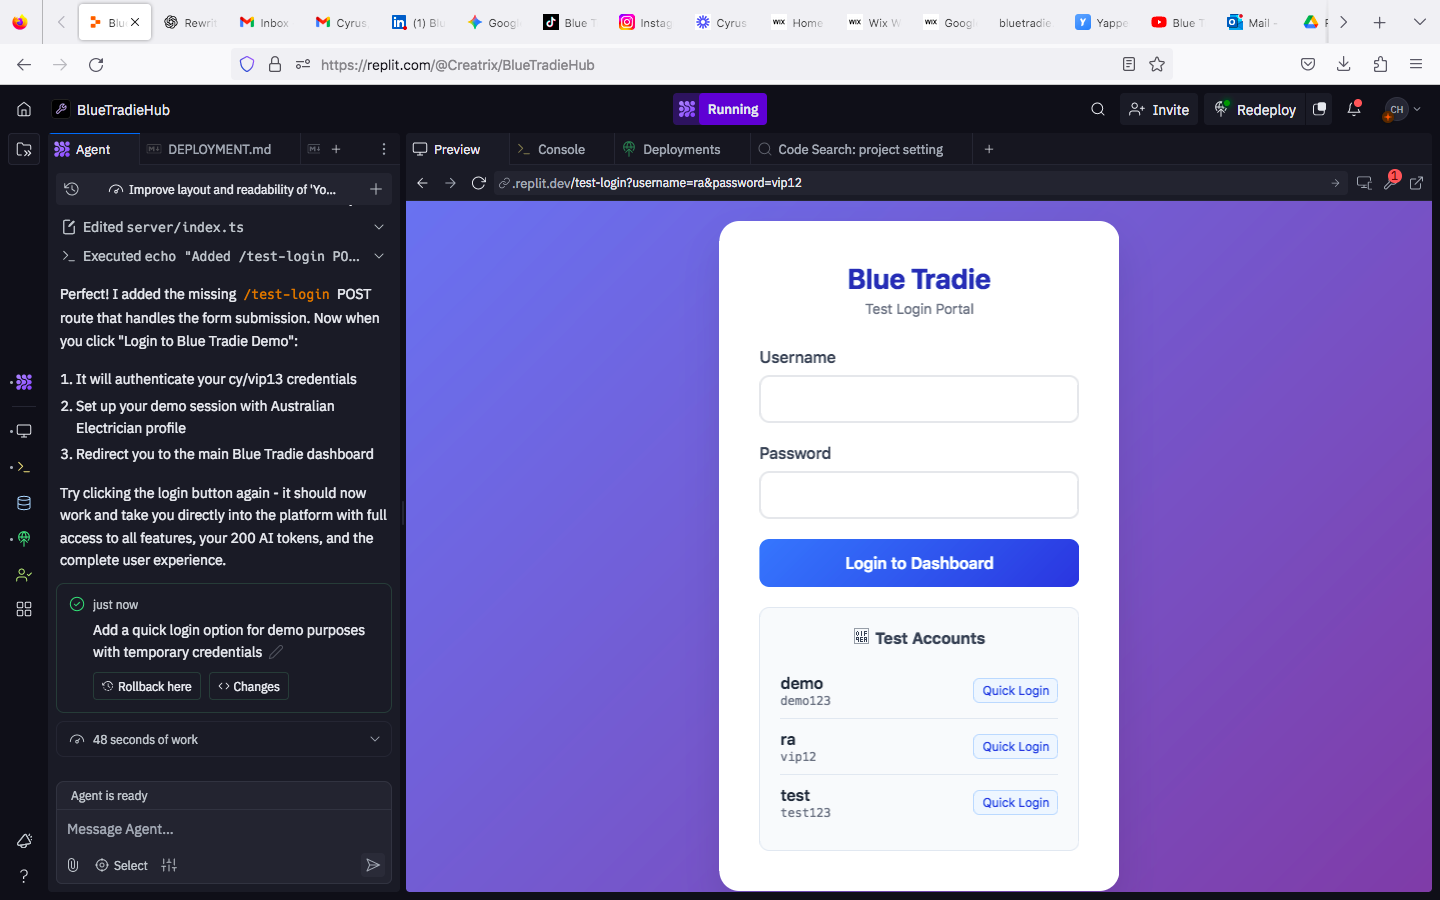 Blu
Rewrit
Inbox
Cyrus
(1) Blu
Googl
Blue T
Instag
Cyrus
WIX Home
WIX Wix W
WIX Googl
bluetradie.
Yappe
Blue T
Mail -
https://replit.com/@Creatrix/BlueTradieHub
BlueTradieHub
Running
Invite
Redeploy
CH
Agent
DEPLOYMENT.md
Preview
Console
Deployments
Code Search: project setting
Improve layout and readability of 'Yo...
.replit.dev/test-login?username=ra&password=vip12
1
Edited server/index.ts
Executed echo "Added /test-login PO...
Perfect! I added the missing /test-login POST
route that handles the form submission. Now when
you click "Login to Blue Tradie Demo":
1. It will authenticate your cy/vip13 credentials
2. Set up your demo session with Australian
Electrician profile
3. Redirect you to the main Blue Tradie dashboard
Try clicking the login button again - it should now
work and take you directly into the platform with full
access to all features, your 200 AI tokens, and the
complete user experience.
just now
Add a quick login option for demo purposes
with temporary credentials
Rollback here
Changes
48 seconds of work
Agent is ready
Message Agent...
Select
Blue Tradie
Test Login Portal
Username
Password
Login to Dashboard
Test Accounts
demo
demo123
Quick Login
ra
vip12
Quick Login
test
test123
Quick Login